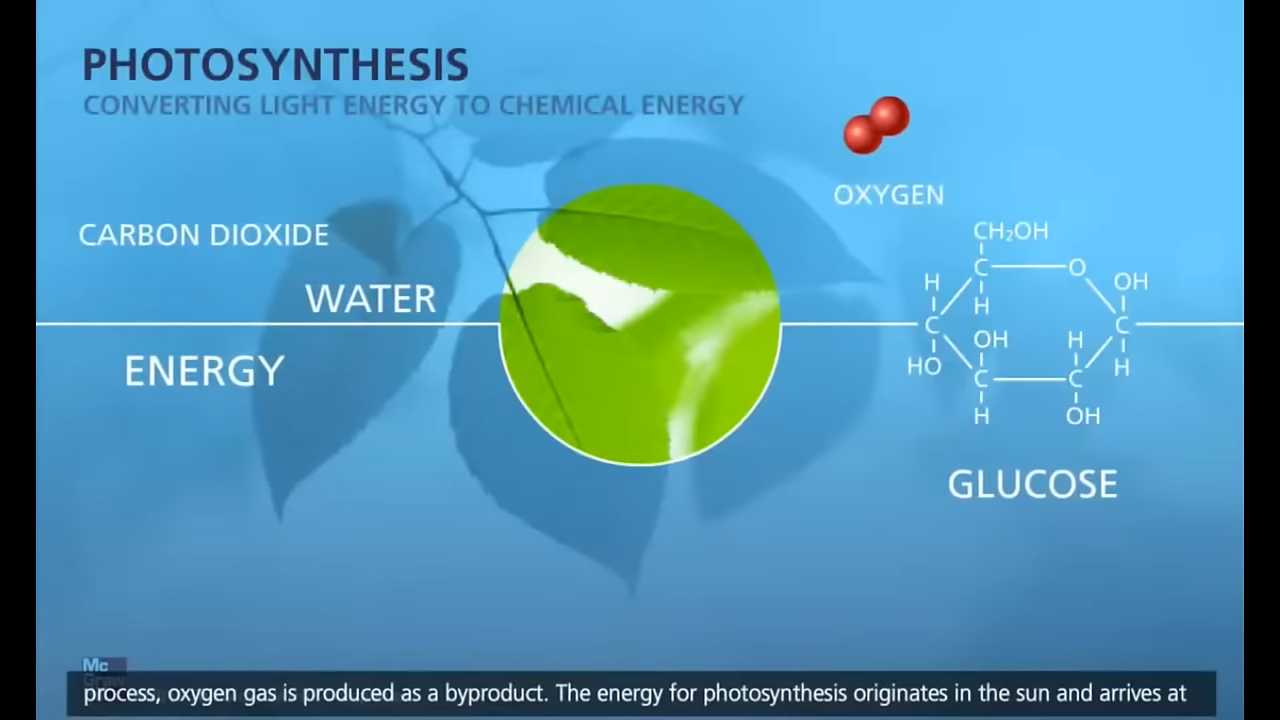 PHOTOSYNTHESIS
CONVERTING LIGHT ENERGY TO CHEMICAL ENERGY
OXYGEN
CARBON DIOXIDE
WATER
ENERGY
CH₂OH
C O
H OH
H
C C
OH H
HO H
C C
H OH
GLUCOSE
Mc
Graw
process, oxygen gas is produced as a byproduct. The energy for photosynthesis originates in the sun and arrives at